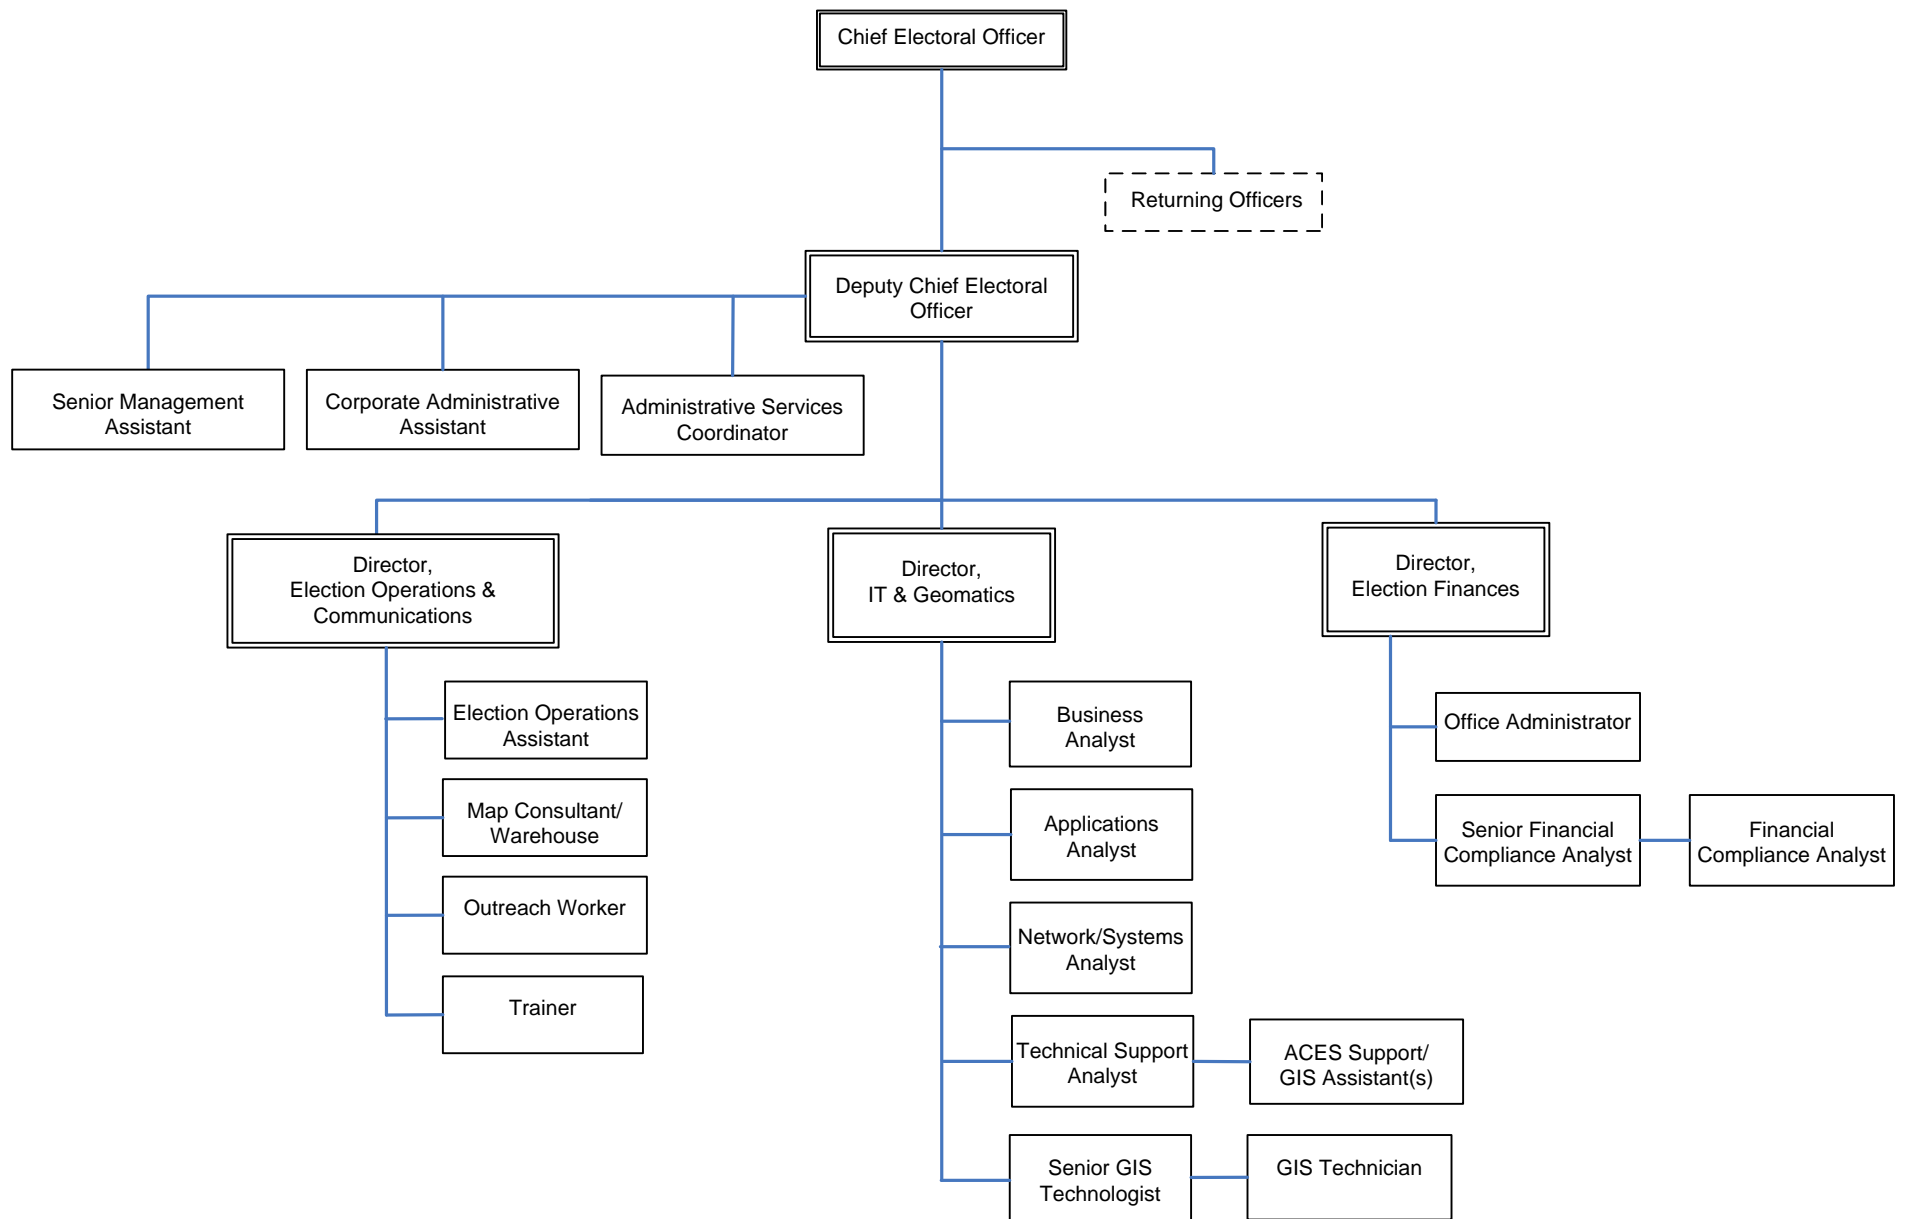 Chief Electoral Officer
Returning Officers
Deputy Chief Electoral
Officer
Senior Management
Assistant
Corporate Administrative
Assistant
Administrative Services
Coordinator
Director,
Election Operations &
Communications
Director,
IT & Geomatics
Director,
Election Finances
Election Operations
Assistant
Map Consultant/
Warehouse
Outreach Worker
Trainer
Business
Analyst
Applications
Analyst
Network/Systems
Analyst
Technical Support
Analyst
ACES Support/
GIS Assistant(s)
Senior GIS
Technologist
GIS Technician
Office Administrator
Senior Financial
Compliance Analyst
Financial
Compliance Analyst